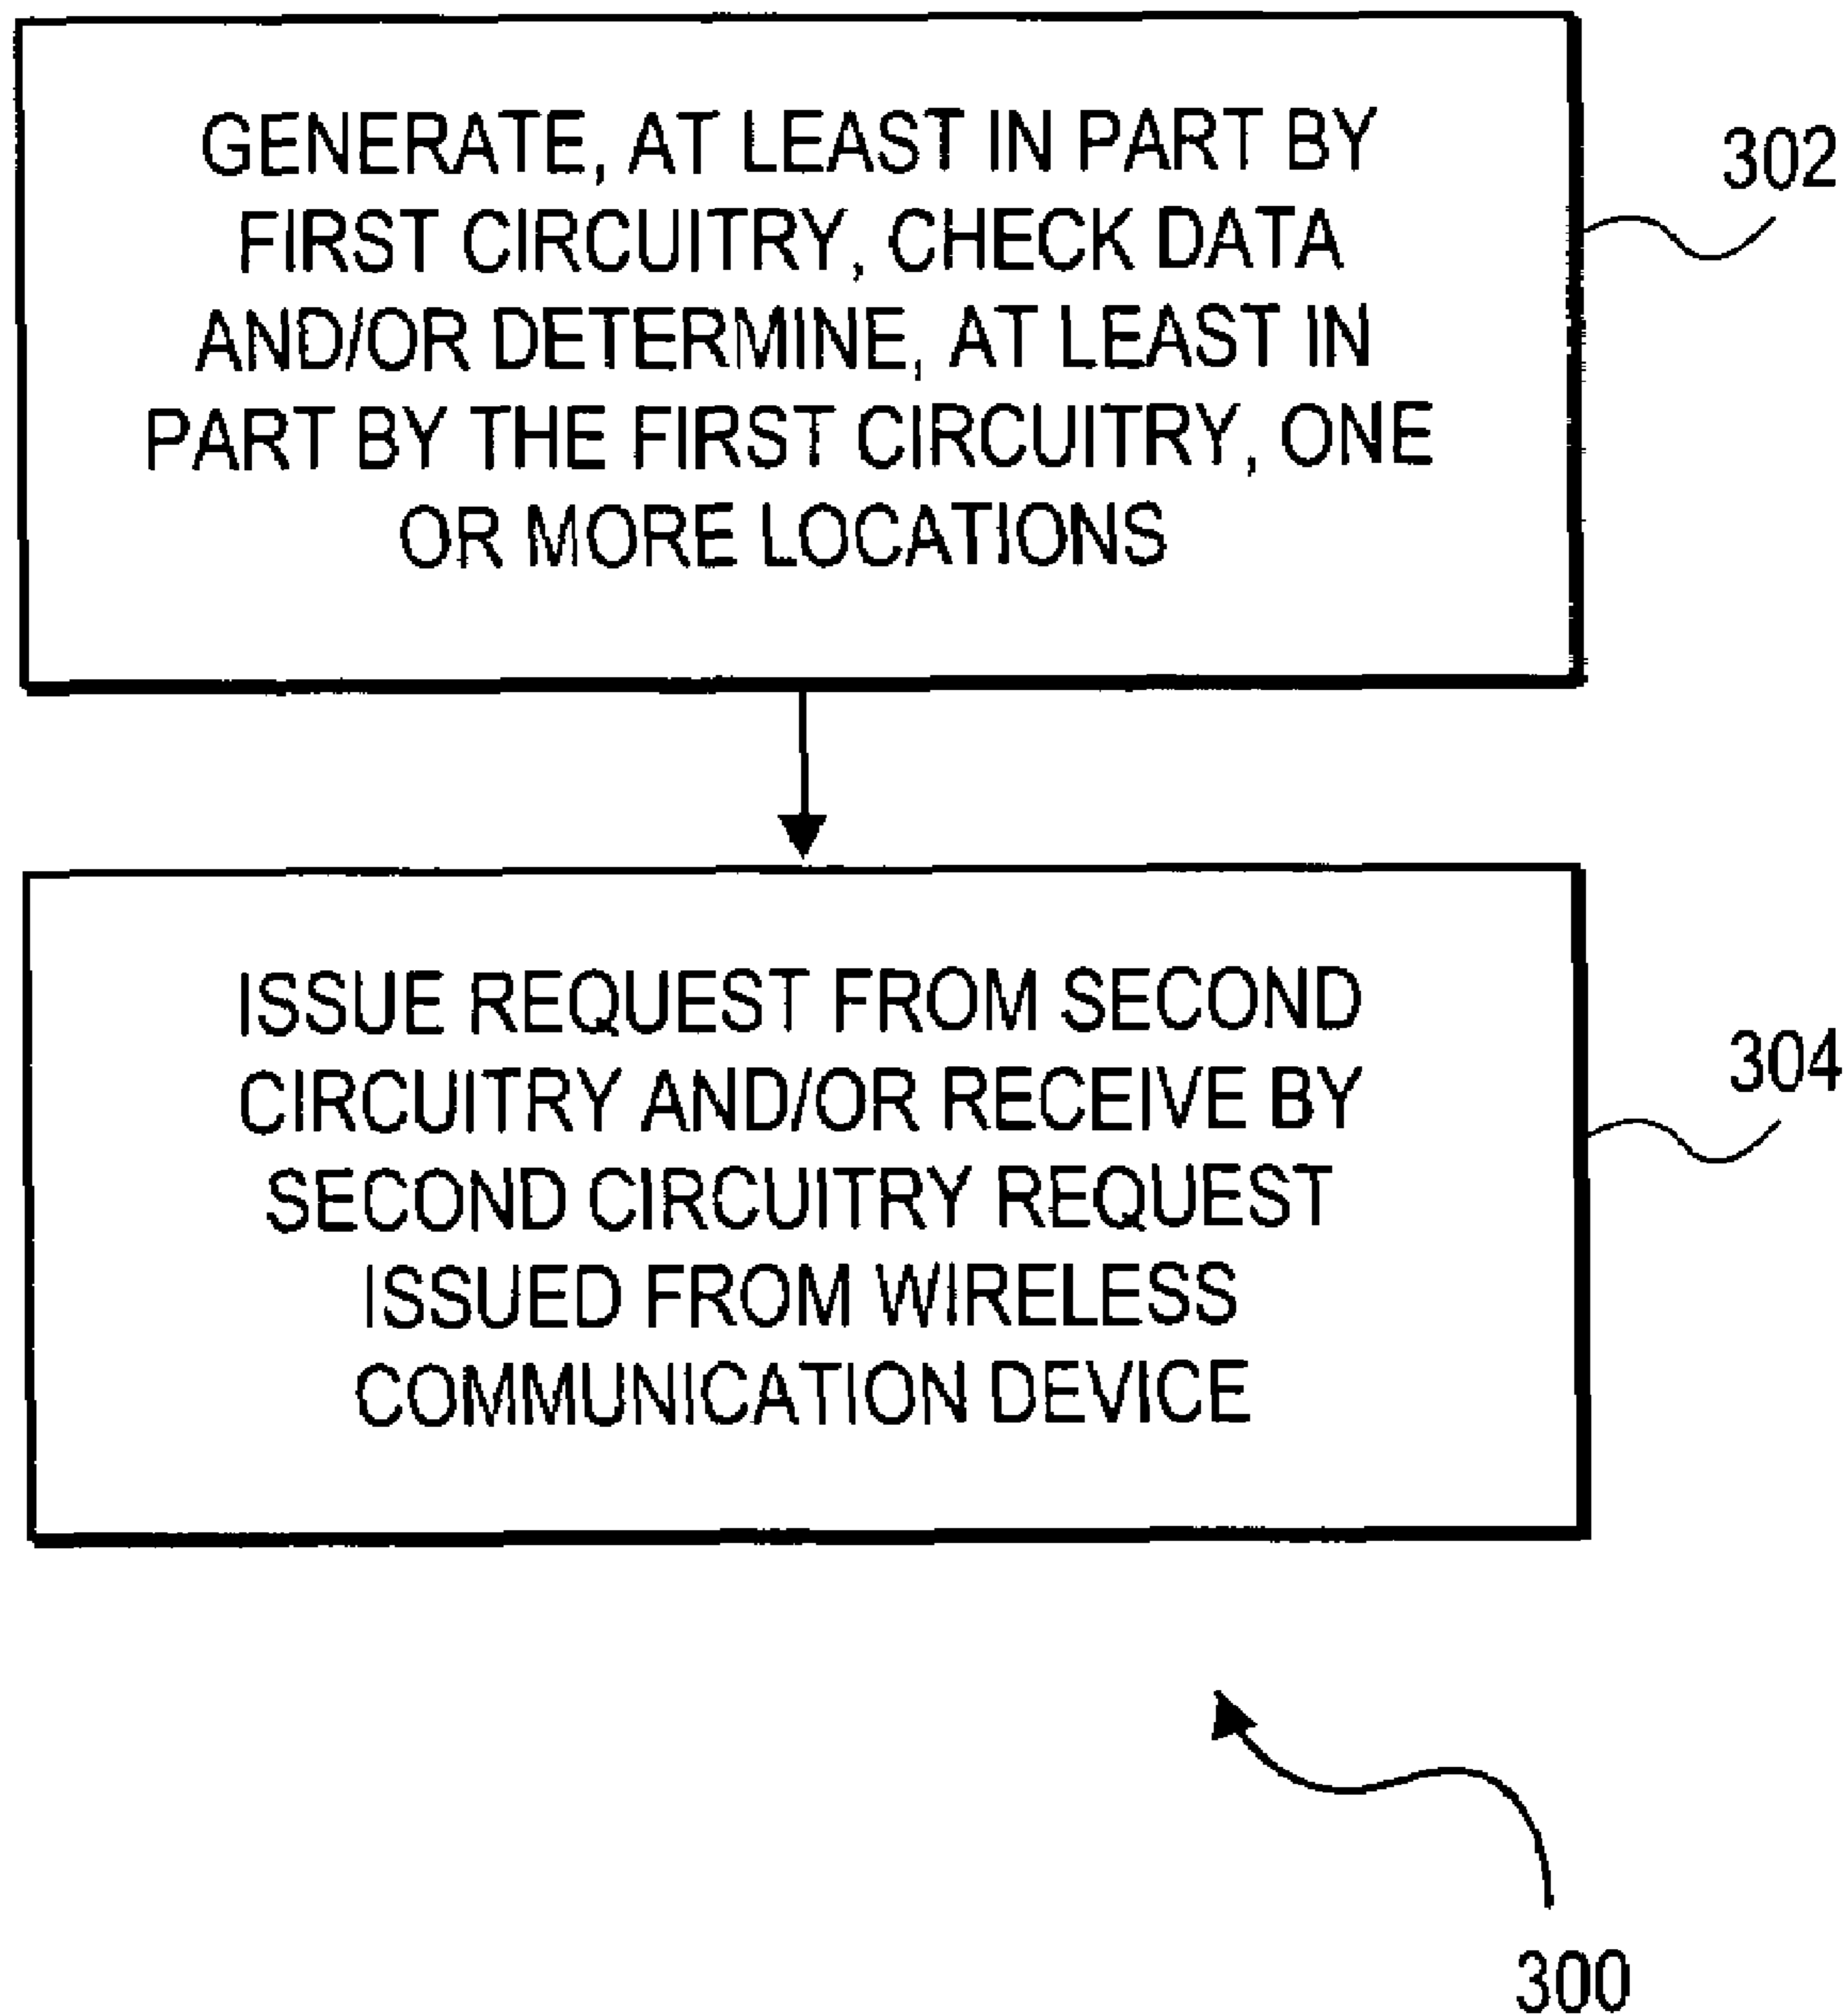 GENERATE, AT LEAST IN PART BY
FIRST CIRCUITRY, CHECK DATA
AND/OR DETERMINE, AT LEAST IN
PART BY THE FIRST CIRCUITRY, ONE
OR MORE LOCATIONS
302
ISSUE REQUEST FROM SECOND
CIRCUITRY AND/OR RECEIVE BY
SECOND CIRCUITRY REQUEST
ISSUED FROM WIRELESS
COMMUNICATION DEVICE
304
300